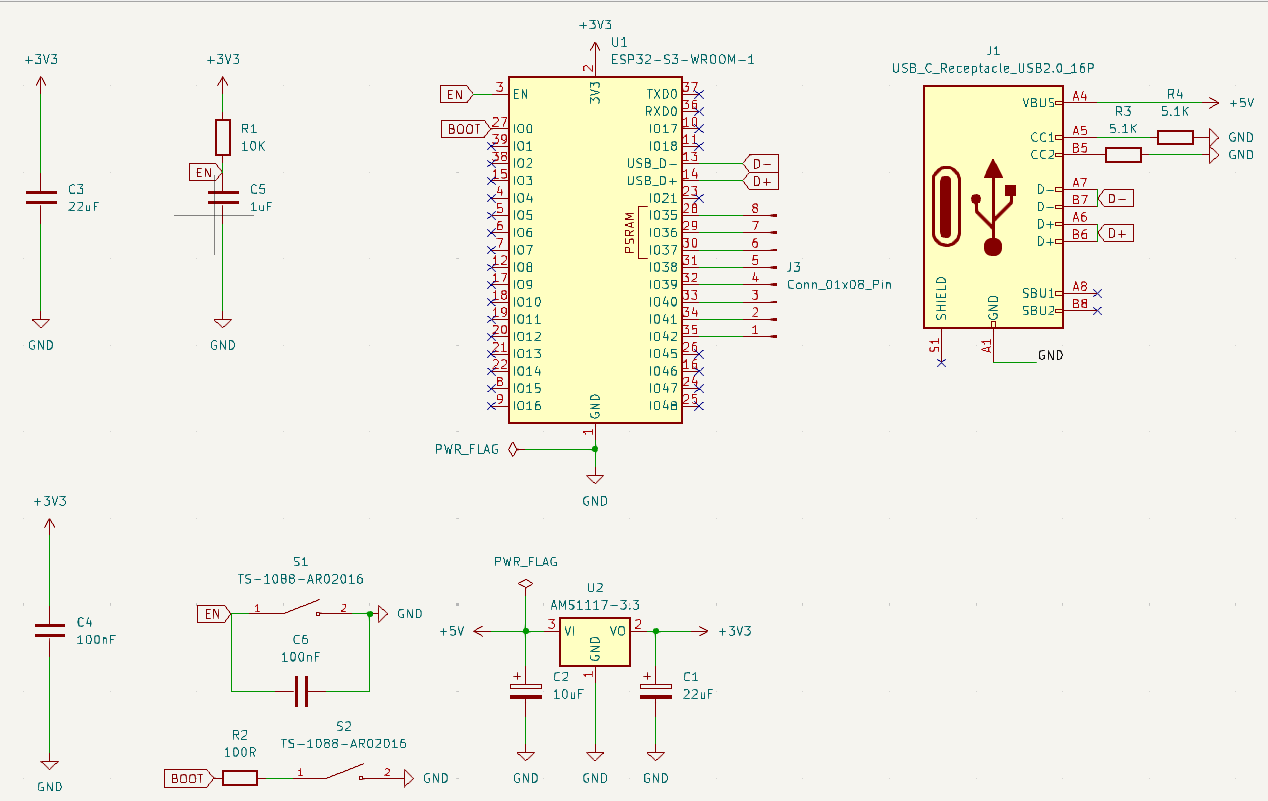 +3V3
C3
22uF
GND
+3V3
R1
10K
EN
C5
1uF
GND
+3V3
U1
ESP32-S3-WROOM-1
2
3V3
EN
3
EN
BOOT
27
IO0
39
IO1
38
IO2
15
IO3
4
IO4
5
IO5
6
IO6
7
IO7
12
IO8
17
IO9
18
IO10
19
IO11
20
IO12
21
IO13
22
IO14
8
IO15
9
IO16
TXD0
37
RXD0
36
IO17
10
IO18
11
USB_D-
13
D-
USB_D+
14
D+
IO21
23
PSRAM
IO35
28
8
IO36
29
7
IO37
30
6
IO38
31
5
IO39
32
4
IO40
33
3
IO41
34
2
IO42
35
1
IO45
26
IO46
16
IO47
24
IO48
25
J3
Conn_01x08_Pin
GND
1
PWR_FLAG
GND
J1
USB_C_Receptacle_USB2.0_16P
VBUS
A4
+5V
CC1
A5
R4
5.1K
GND
CC2
B5
R3
5.1K
GND
D-
A7
D-
B7
D-
D+
A6
D+
B6
D+
SBU1
A8
SBU2
B8
SHIELD
S1
GND
A1
GND
+3V3
C4
100nF
GND
S1
TS-1088-AR02016
EN
1
2
GND
C6
100nF
S2
TS-1088-AR02016
R2
100R
BOOT
1
2
GND
PWR_FLAG
U2
AMS1117-3.3
+5V
3
VI
VO
2
+3V3
GND
1
+
C2
10uF
+
C1
22uF
GND
GND
GND